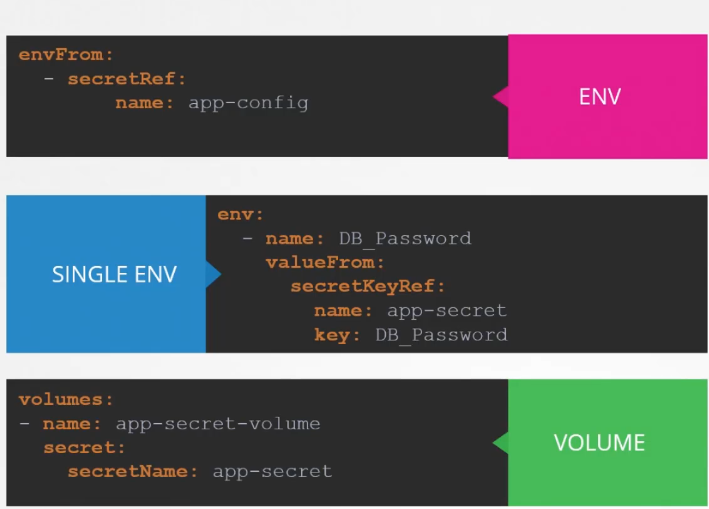 envFrom:
  - secretRef:
        name: app-config
ENV
SINGLE ENV
env:
  - name: DB_Password
    valueFrom:
      secretKeyRef:
        name: app-secret
        key: DB_Password
volumes:
- name: app-secret-volume
  secret:
    secretName: app-secret
VOLUME